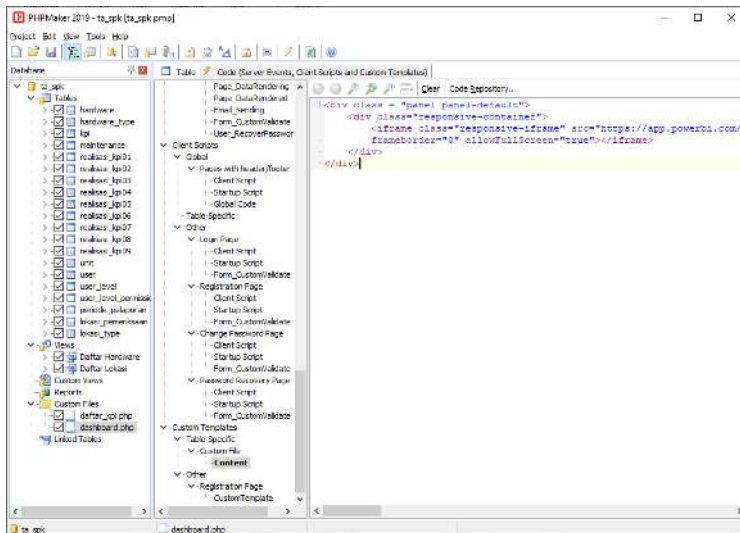 PHPMaker 2019 - ta_spk [ta_spk.pmp]
Project Edit View Tools Help
Database
ta_spk
Tables
hardware
hardware_type
kpi
maintenance
realisasi_kpi01
realisasi_kpi02
realisasi_kpi03
realisasi_kpi04
realisasi_kpi05
realisasi_kpi06
realisasi_kpi07
realisasi_kpi08
realisasi_kpi09
unit
user
user_level
user_level_permissic
periode_pelaporan
lokasi_pemeriksaan
lokasi_type
Views
Daftar Hardware
Daftar Lokasi
Custom Views
Reports
Custom Files
daftar_kpi.php
dashboard.php
Linked Tables
Table
Code (Server Events, Client Scripts and Custom Templates)
Page_DataRendering
Page_DataRendered
Email_Sending
Form_CustomValidate
User_RecoverPasswor
Client Scripts
Global
Pages with header/footer
Client Script
Startup Script
Global Code
Table-Specific
Other
Login Page
Client Script
Startup Script
Form_CustomValidate
Registration Page
Client Script
Startup Script
Form_CustomValidate
Change Password Page
Client Script
Startup Script
Form_CustomValidate
Password Recovery Page
Client Script
Startup Script
Form_CustomValidate
Custom Templates
Table-Specific
Custom File
Content
Other
Registration Page
CustomTemplate
Clear Code Repository...
<div class = "panel panel-default">
<div class="responsive-container">
<iframe class="responsive-iframe" src="https://app.powerbi.com/
frameborder="0" allowFullScreen="true"></iframe>
</div>
</div>
ta_spk
dashboard.php